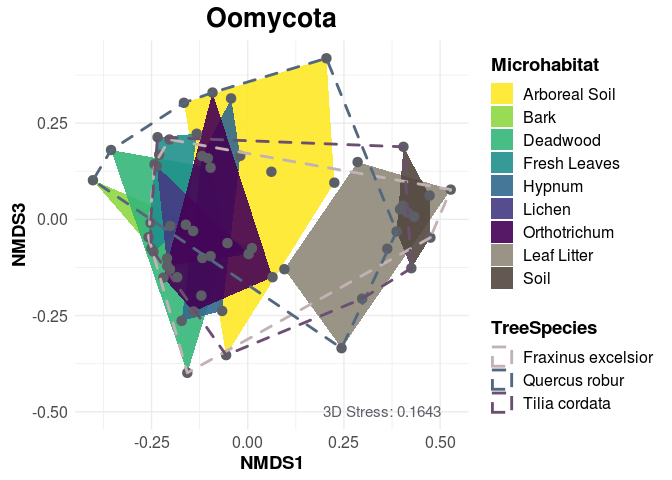 Oomycota
NMDS3
0.25
0.00
-0.25
-0.50
3D Stress: 0.1643
-0.25
0.00
0.25
0.50
NMDS1
Microhabitat
Arboreal Soil
Bark
Deadwood
Fresh Leaves
Hypnum
Lichen
Orthotrichum
Leaf Litter
Soil
TreeSpecies
Fraxinus excelsior
Quercus robur
Tilia cordata